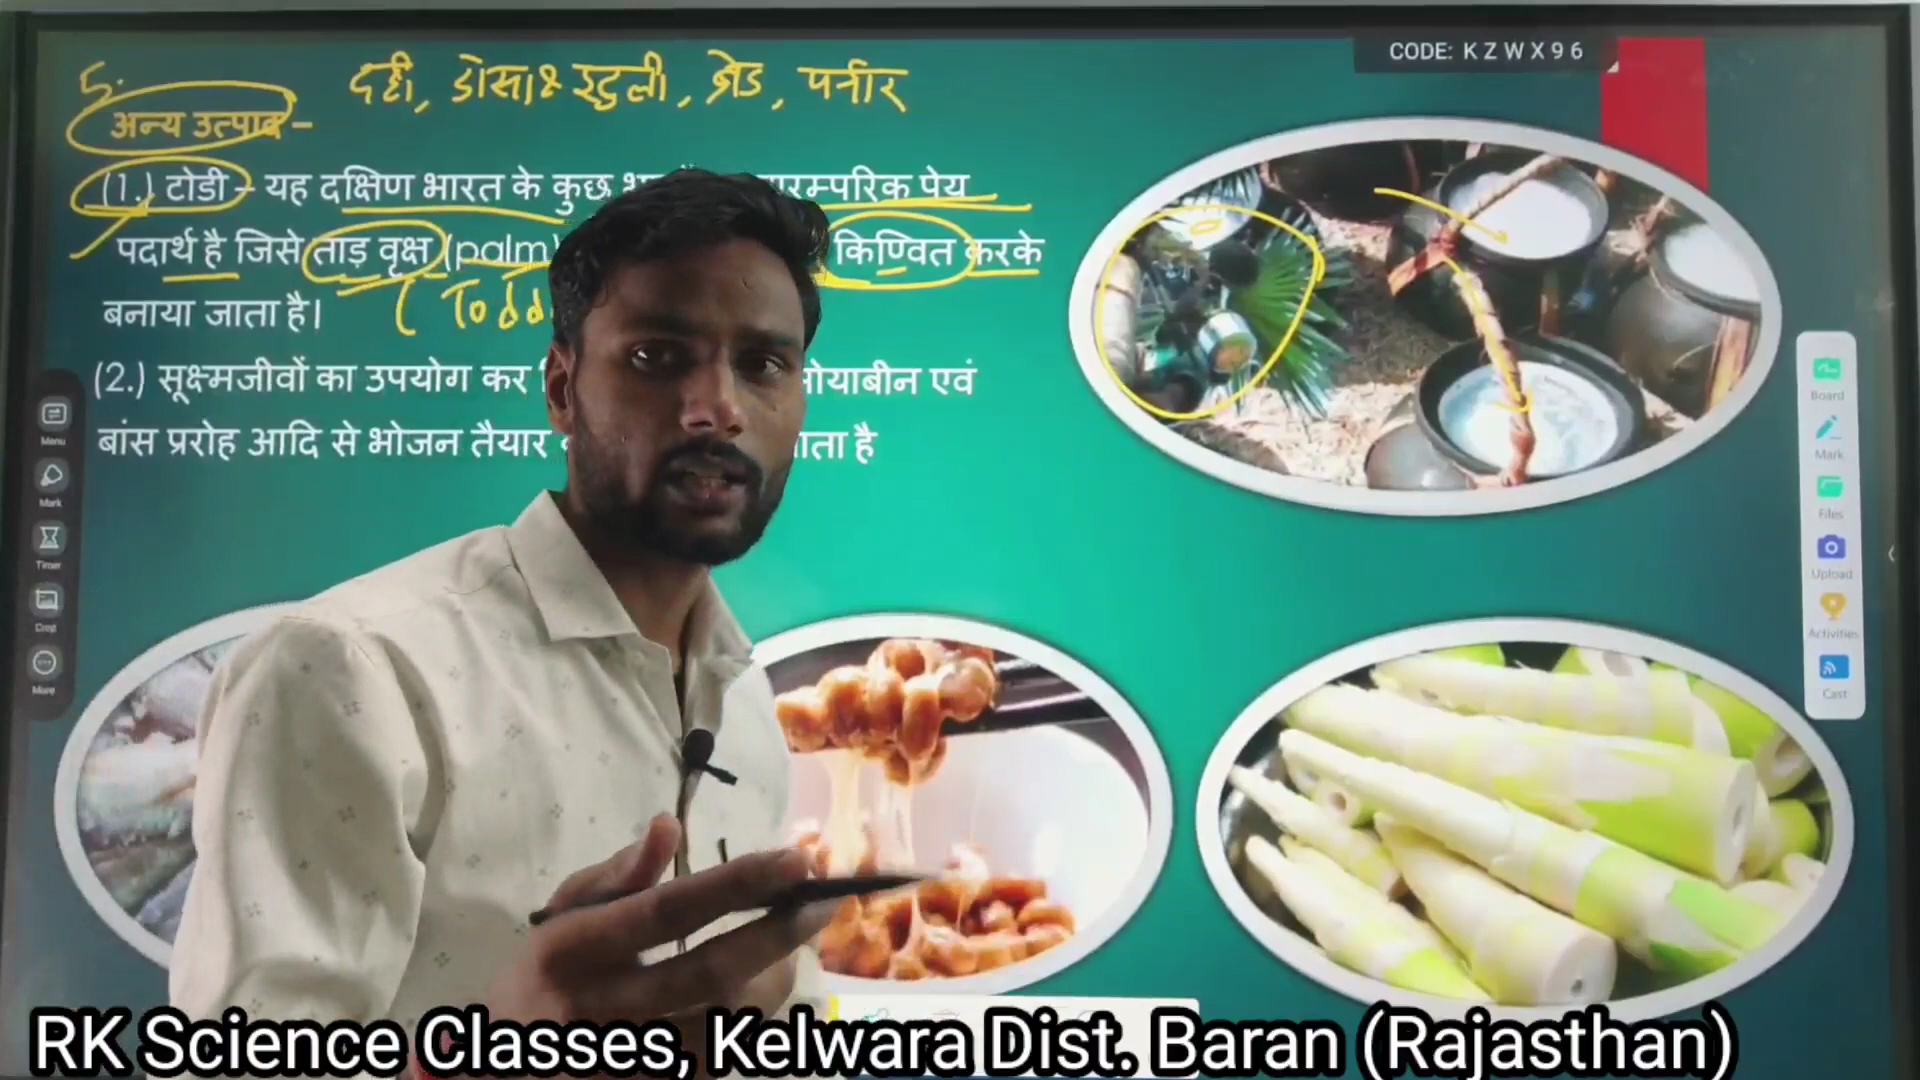 CODE: KZWX96
5.
दही, डोसा & इडली, ब्रेड, पनीर
अन्य उत्पाद –
(1.) टोडी – यह दक्षिण भारत के कुछ पारम्परिक पेय
पदार्थ है जिसे ताड़ वृक्ष (palm) किण्वित करके
बनाया जाता है।
( Todd
(2.) सूक्ष्मजीवों का उपयोग कर सोयाबीन एवं
बांस प्ररोह आदि से भोजन तैयार जाता है
Menu
Mark
Timer
Crop
More
Board
Mark
Files
Upload
Activities
Cast
RK Science Classes, Kelwara Dist. Baran (Rajasthan)